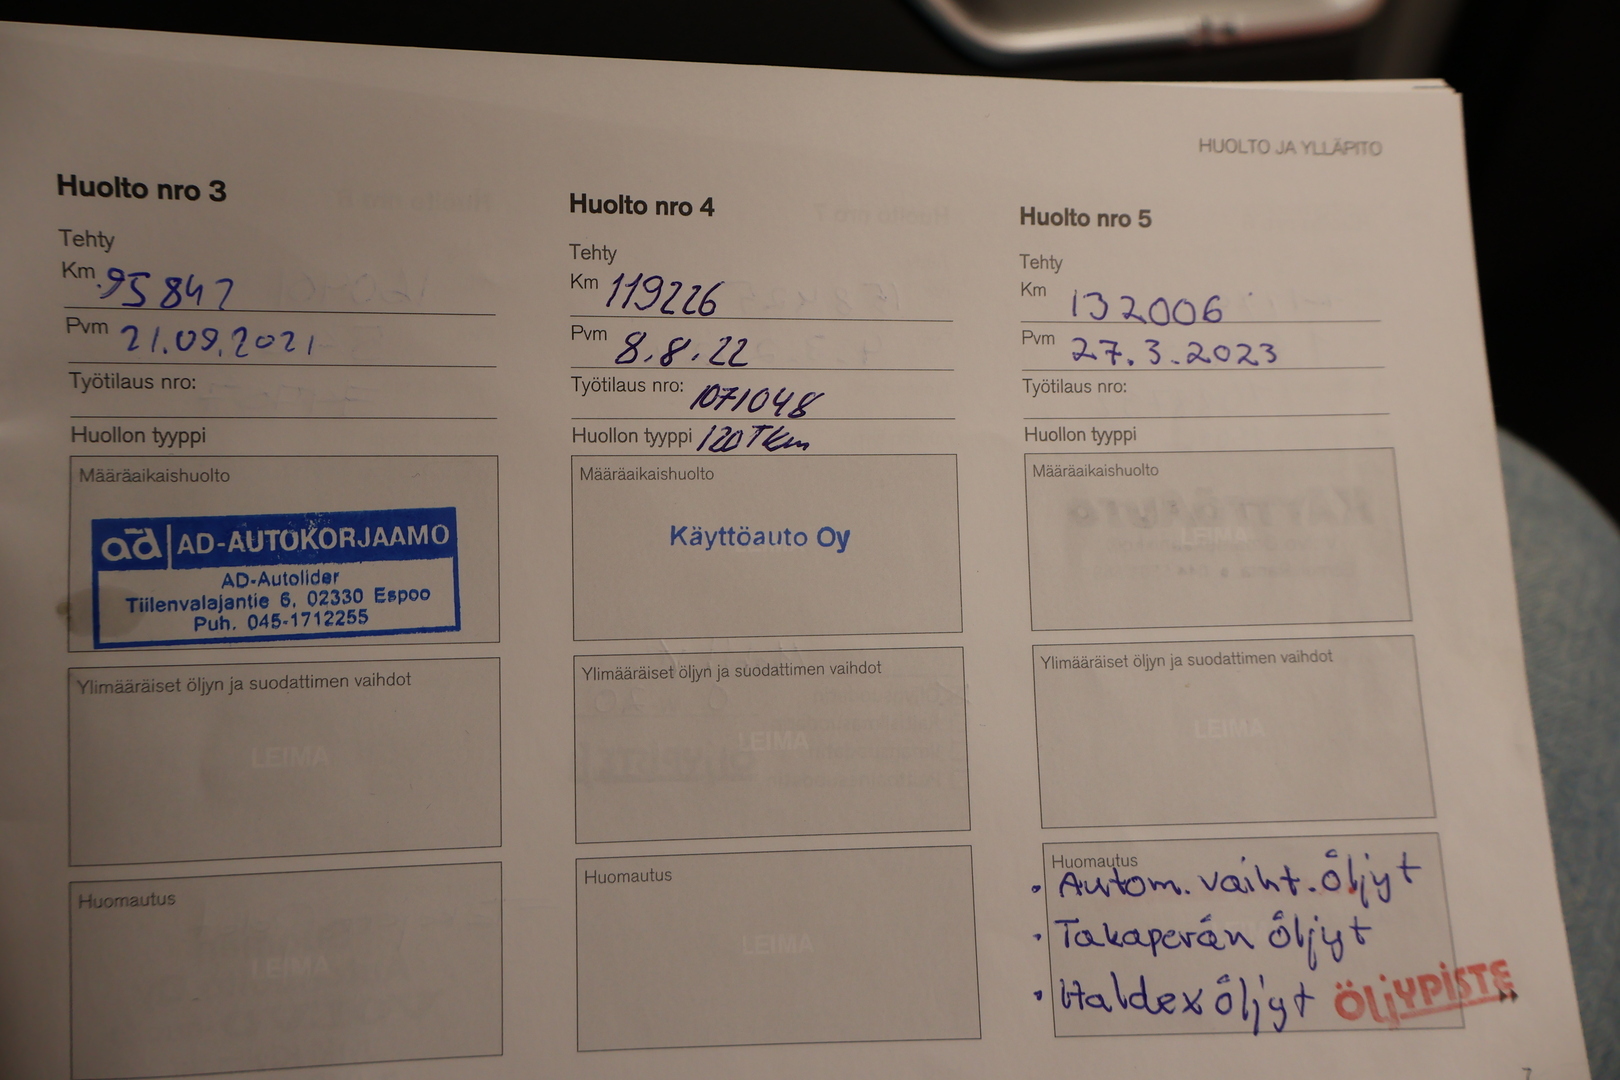 HUOLTO JA YLLÄPITO
Huolto nro 3
Tehty
Km 95847
Pvm 21.09.2021
Työtilaus nro:
Huollon tyyppi
Määräaikaishuolto
ad AD-AUTOKORJAAMO
AD-Autolider
Tiilenvalajantie 6, 02330 Espoo
Puh. 045-1712255
Ylimääräiset öljyn ja suodattimen vaihdot
LEIMA
Huomautus
LEIMA
Huolto nro 4
Tehty
Km 119226
Pvm 8.8.22
Työtilaus nro: 1071048
Huollon tyyppi 120 Tkm
Määräaikaishuolto
Käyttöauto Oy
Ylimääräiset öljyn ja suodattimen vaihdot
LEIMA
Huomautus
LEIMA
Huolto nro 5
Tehty
Km 132006
Pvm 27.3.2023
Työtilaus nro:
Huollon tyyppi
Määräaikaishuolto
LEIMA
Ylimääräiset öljyn ja suodattimen vaihdot
LEIMA
Huomautus
• Autom. vaiht. öljyt
• Takaperän öljyt
• Haldex öljyt ÖLJYPISTE
7